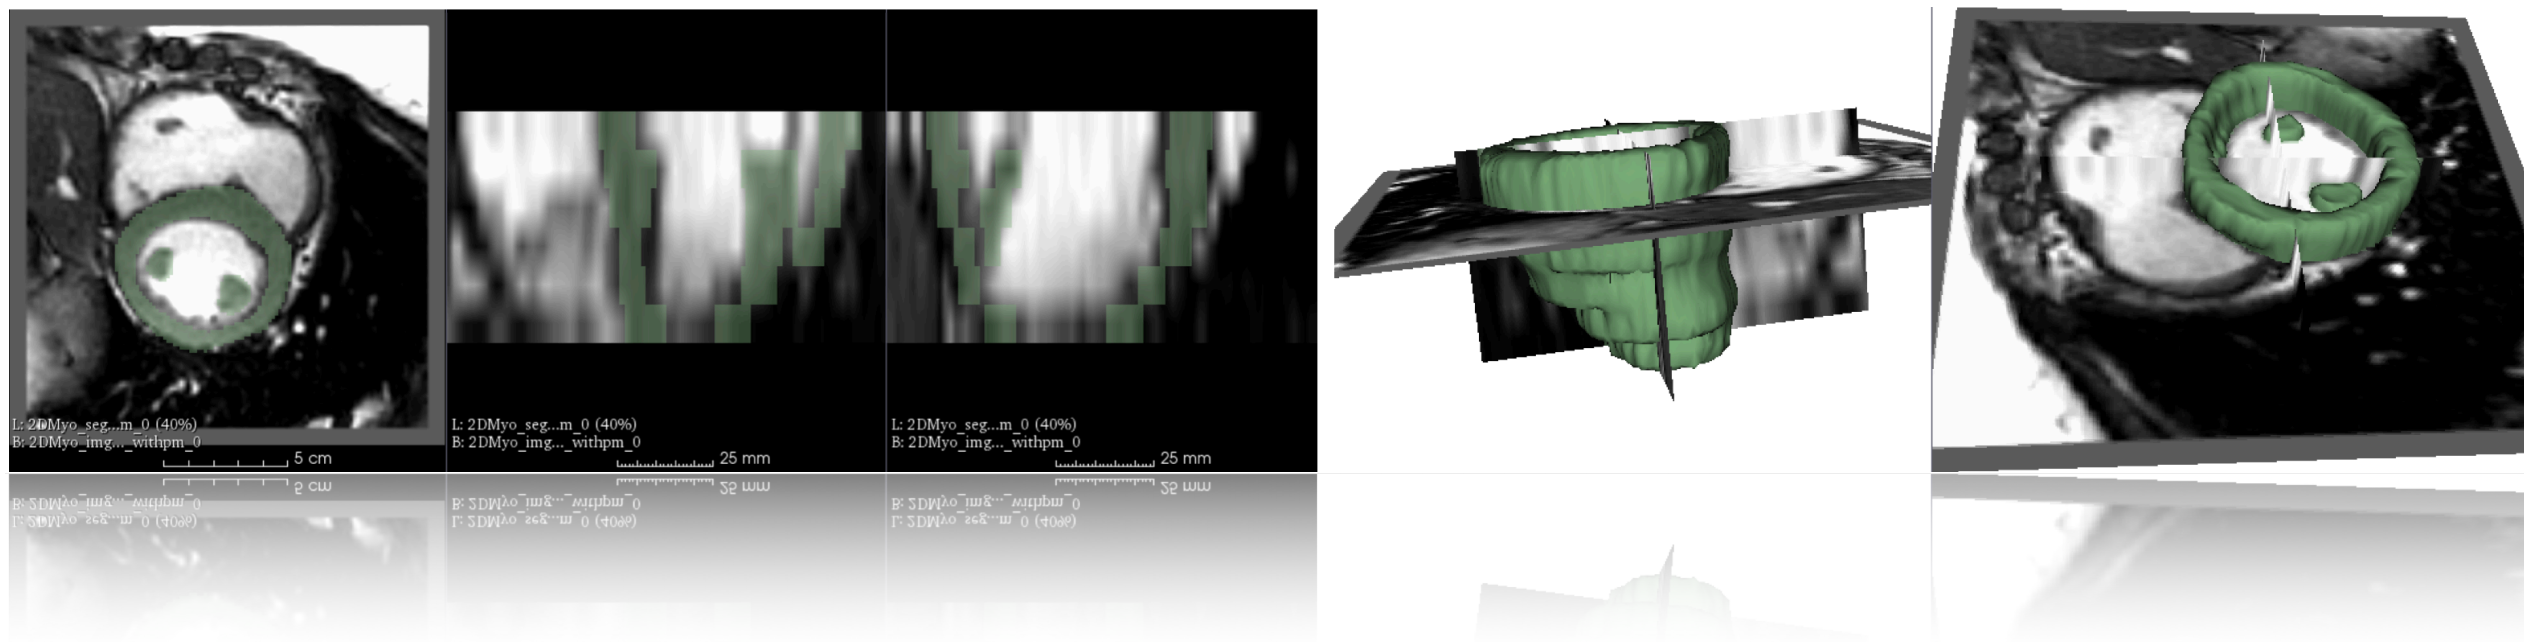 L: 2DMyo_seg...m_0 (40%)
B: 2DMyo_img..._withpm_0
5 cm
L: 2DMyo_seg...m_0 (40%)
B: 2DMyo_img..._withpm_0
25 mm
L: 2DMyo_seg...m_0 (40%)
B: 2DMyo_img..._withpm_0
25 mm